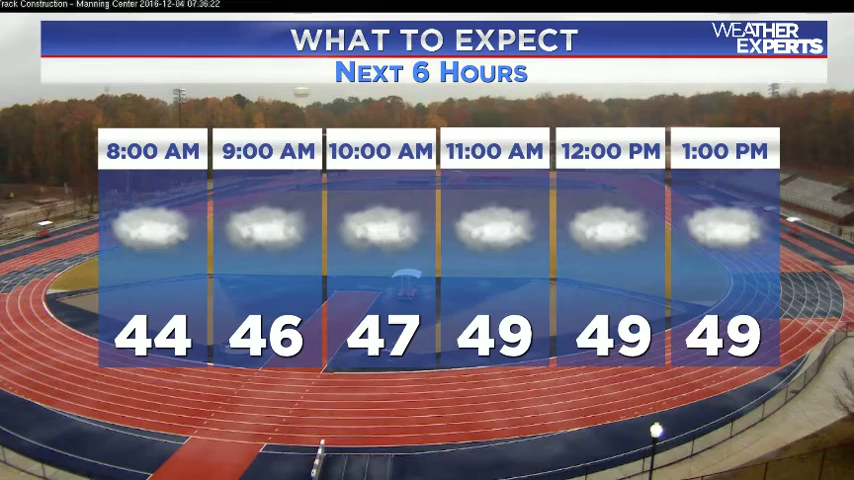 Track Construction - Manning Center 2016-12-04 07:36:22
WHAT TO EXPECT
WEATHER
EXPERTS
NEXT 6 HOURS
8:00 AM 9:00 AM 10:00 AM 11:00 AM 12:00 PM 1:00 PM
44 46 47 49 49 49